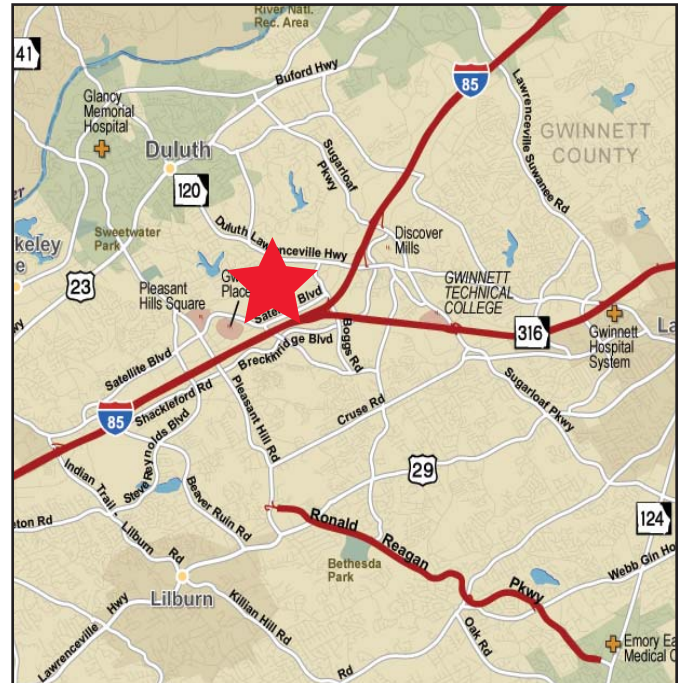 River Natl.
Rec. Area
41
Buford Hwy
85
Lawrenceville Suwanee Rd
Glancy
Memorial
Hospital
GWINNETT
COUNTY
Duluth
Sugarloaf
Pkwy
120
Duluth Lawrenceville Hwy
Discover
Mills
Sweetwater
Park
23
Pleasant
Hills Square
Place
Satellite Blvd
GWINNETT
TECHNICAL
COLLEGE
316
Gwinnett
Hospital
System
Satellite Blvd
Breckinridge Blvd
Boggs Rd
Shackleford Rd
85
Pleasant Hill Rd
Cruse Rd
Sugarloaf Pkwy
Steve Reynolds Blvd
29
Indian Trail - Lilburn Rd
Beaver Ruin Rd
124
Ronald Reagan Pkwy
Bethesda
Park
Webb Gin
Lilburn
Killian Hill Rd
Lawrenceville Hwy
Rd
Oak Rd
Emory
Medical